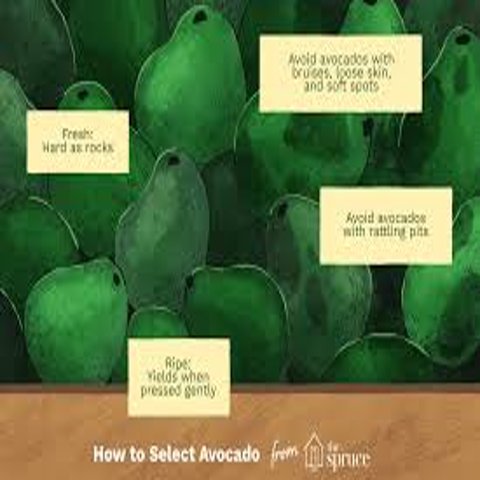 Avoid avocados with
bruises, loose skin,
and soft spots
Fresh:
Hard as rocks
Avoid avocados
with rattling pits
Ripe:
Yields when
pressed gently
How to Select Avocado from the spruce